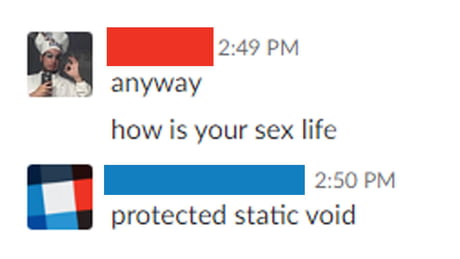 2:49 PM
anyway
how is your sex life
2:50 PM
protected static void